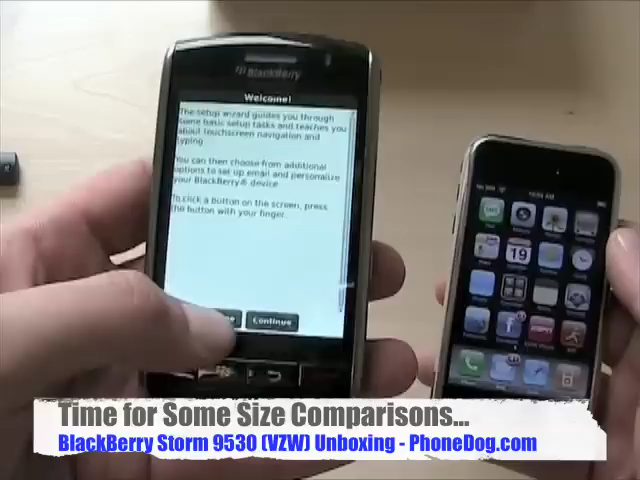 BlackBerry
Welcome!
The setup wizard guides you through
some basic setup tasks and teaches you
about touchscreen navigation and
typing
You can then choose from additional
options to set up email and personalize
your BlackBerry® device
To click a button on the screen, press
the button with your finger.
Continue
19
ESPN
Time for Some Size Comparisons...
BlackBerry Storm 9530 (VZW) Unboxing - PhoneDog.com